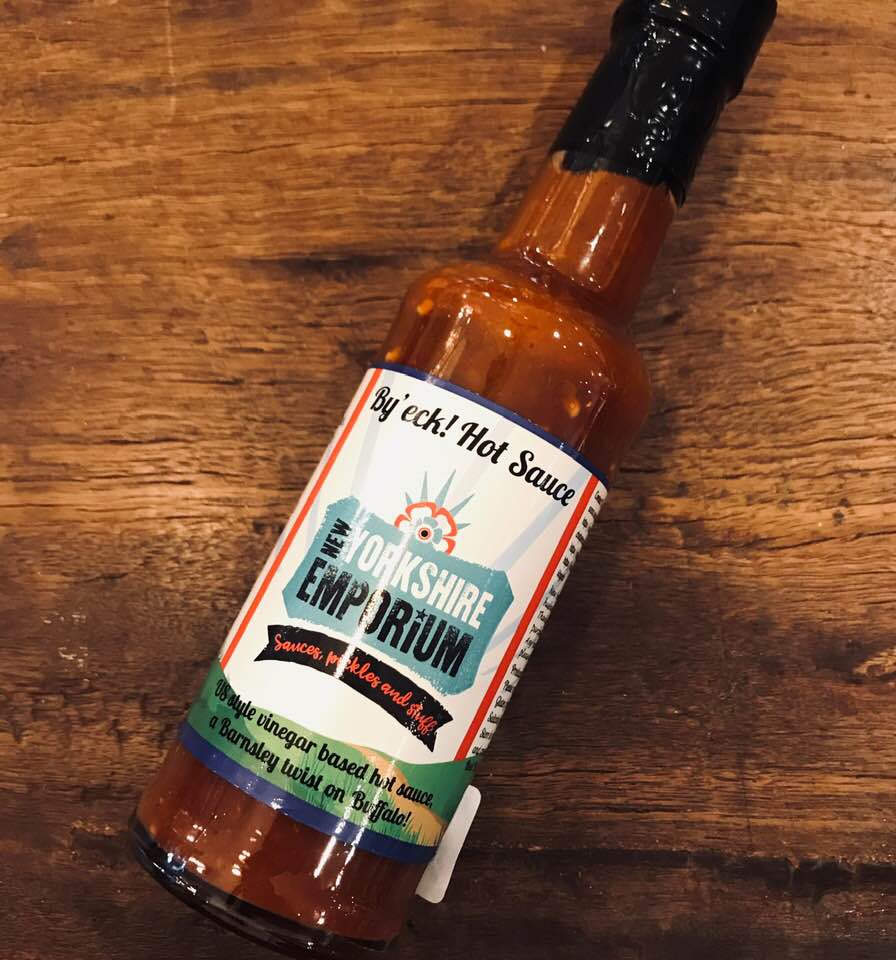 By'eck! Hot Sauce
NEW
YORKSHIRE
EMPORiUM
Sauces, pickles and stuff!
US style vinegar based hot sauce,
a Barnsley twist on Buffalo!